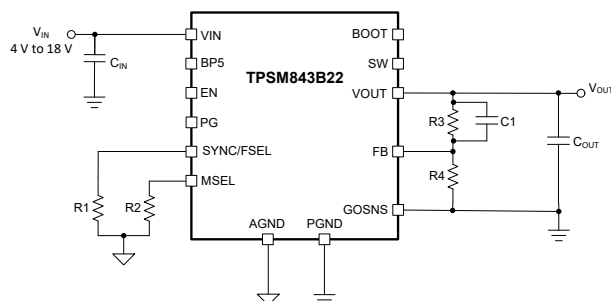 VIN
4 V to 18 V
CIN
VIN
BP5
EN
PG
SYNC/FSEL
MSEL
R1
R2
TPSM843B22
BOOT
SW
VOUT
FB
GOSNS
AGND
PGND
R3
C1
R4
VOUT
COUT